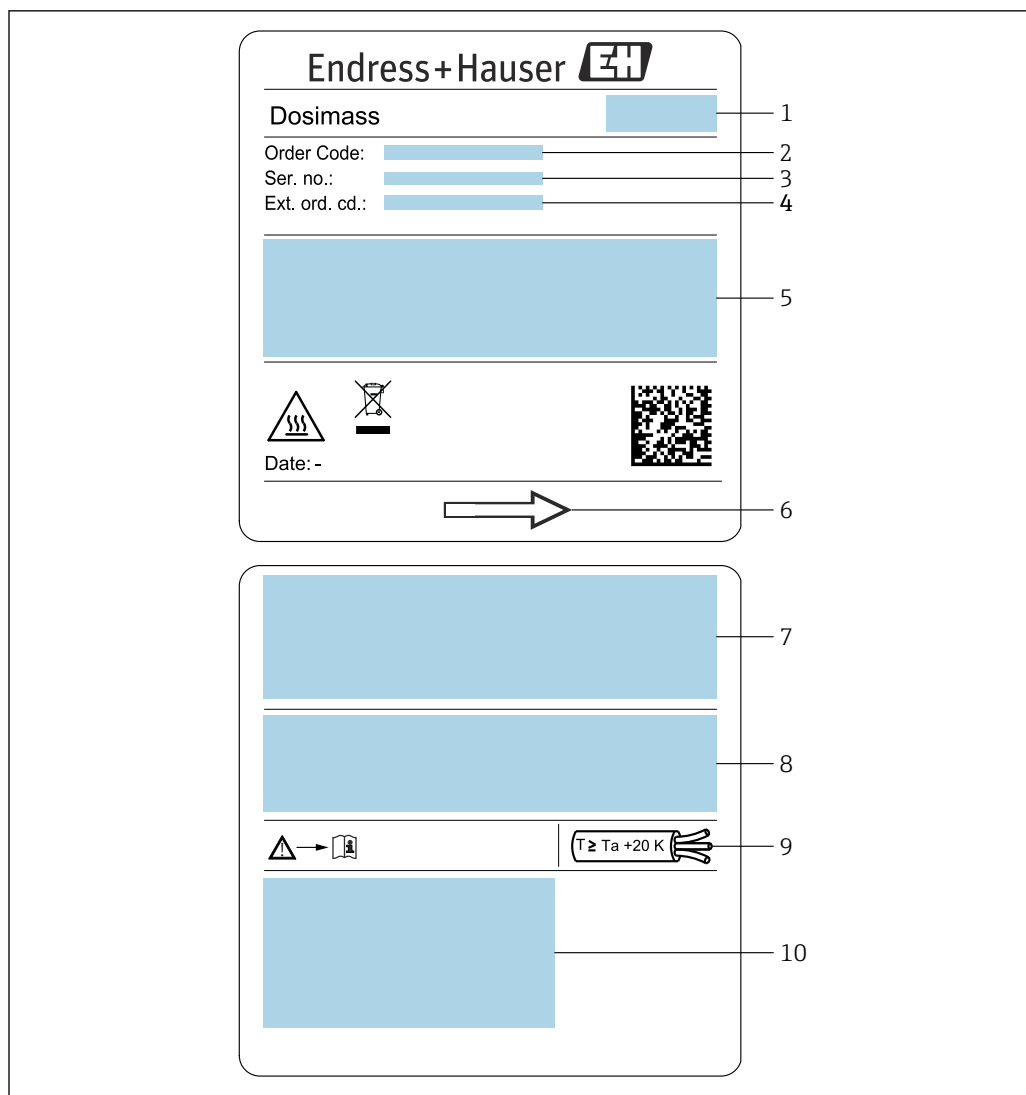 Endress+Hauser EH
Dosimass
1
Order Code:
2
Ser. no.:
3
Ext. ord. cd.:
4
5
Date: -
6
7
8
i
T ≥ Ta +20 K
9
10